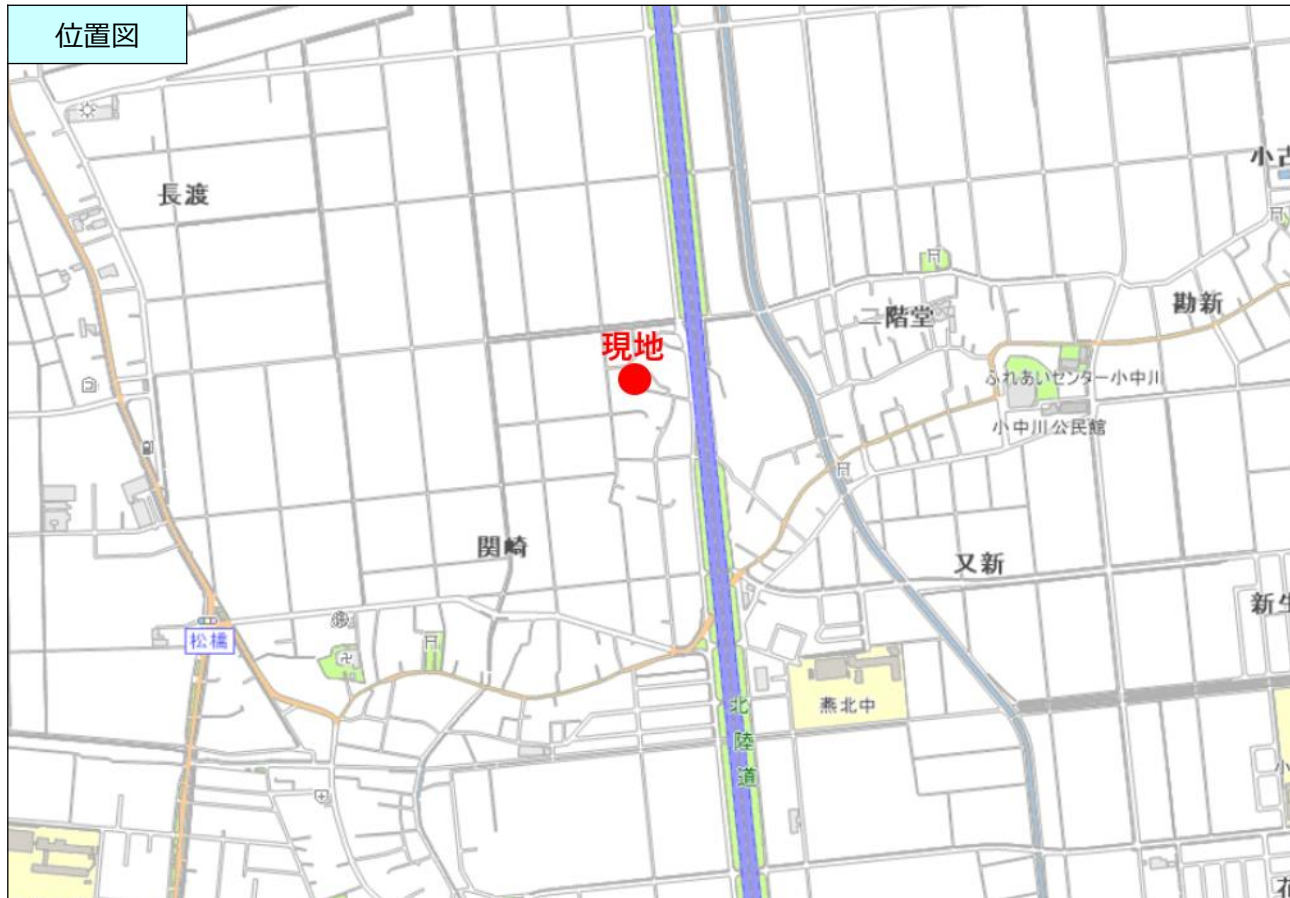 位置図
長渡
二階堂
勘新
現地
ふれあいセンター小中川
小中川公民館
関崎
又新
松橋
燕北中
北陸道